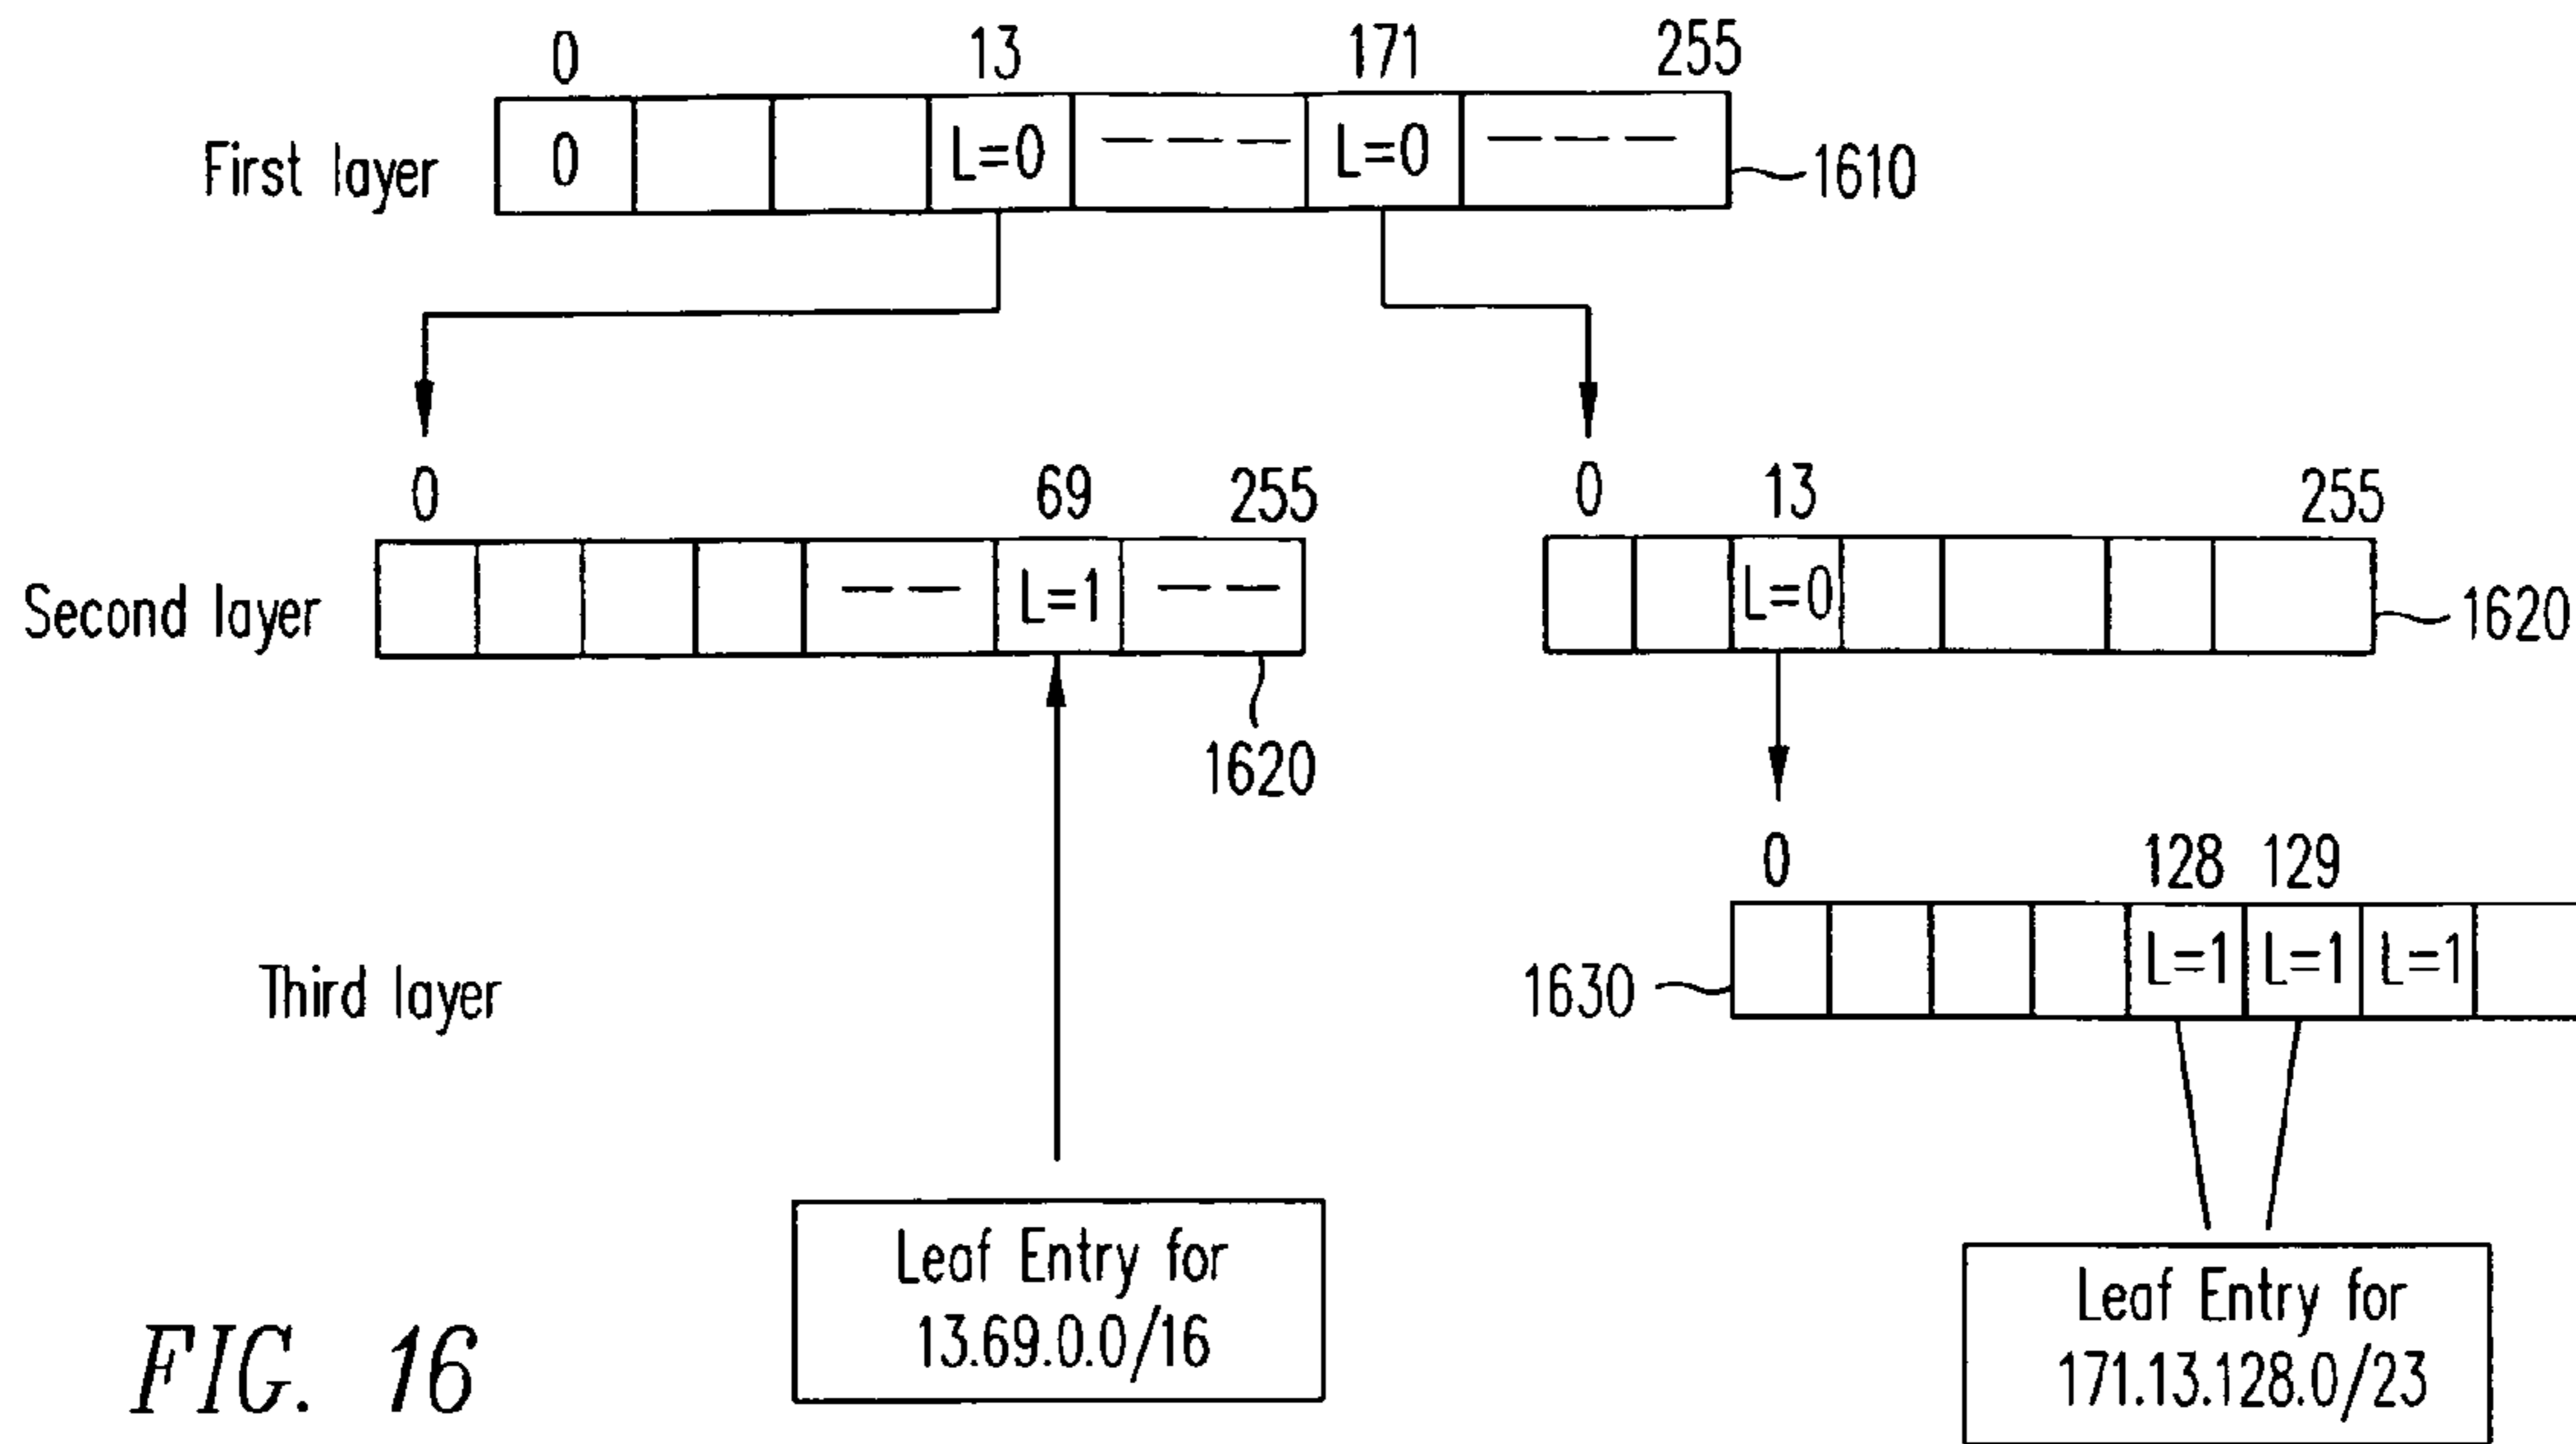 0 13 171 255
First layer 0 L=0 L=0 1610
0 69 255 0 13 255
Second layer L=1 L=0 1620
1620
0 128 129
Third layer 1630 L=1 L=1 L=1
Leaf Entry for
13.69.0.0/16
Leaf Entry for
171.13.128.0/23
FIG. 16